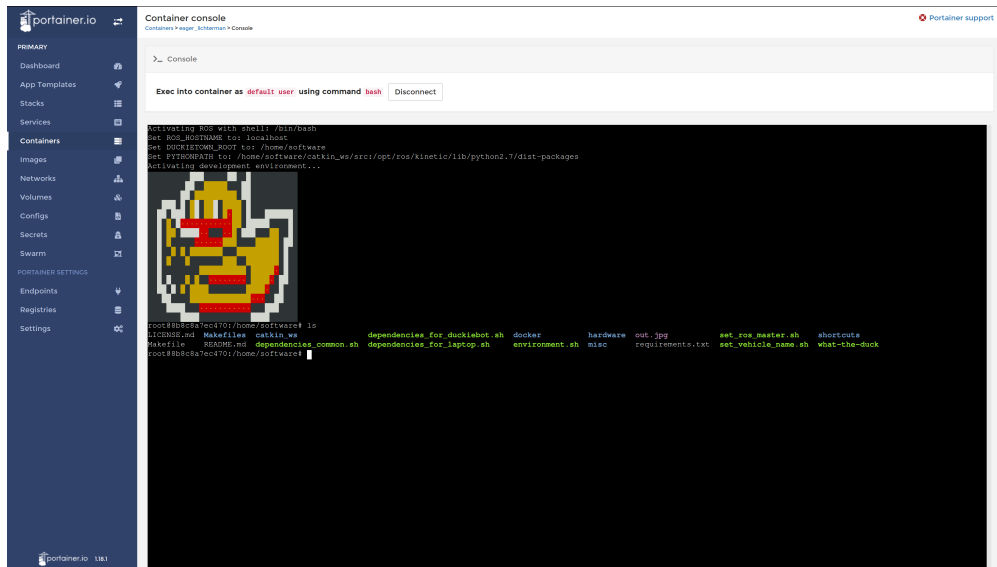 portainer.io
PRIMARY
Dashboard
App Templates
Stacks
Services
Containers
Images
Networks
Volumes
Configs
Secrets
Swarm
PORTAINER SETTINGS
Endpoints
Registries
Settings
portainer.io 1.18.1
Container console
Portainer support
Containers > eager_lichterman > Console
>_ Console
Exec into container as default user using command bash Disconnect
Activating ROS with shell: /bin/bash
Set ROS_HOSTNAME to: localhost
Set DUCKIETOWN_ROOT to: /home/software
Set PYTHONPATH to: /home/software/catkin_ws/src:/opt/ros/kinetic/lib/python2.7/dist-packages
Activating development environment...
root@8b8c8a7ec470:/home/software# ls
LICENSE.md Makefiles catkin_ws dependencies_for_duckiebot.sh docker hardware out.jpg set_ros_master.sh shortcuts
Makefile README.md dependencies_common.sh dependencies_for_laptop.sh environment.sh misc requirements.txt set_vehicle_name.sh what-the-duck
root@8b8c8a7ec470:/home/software#